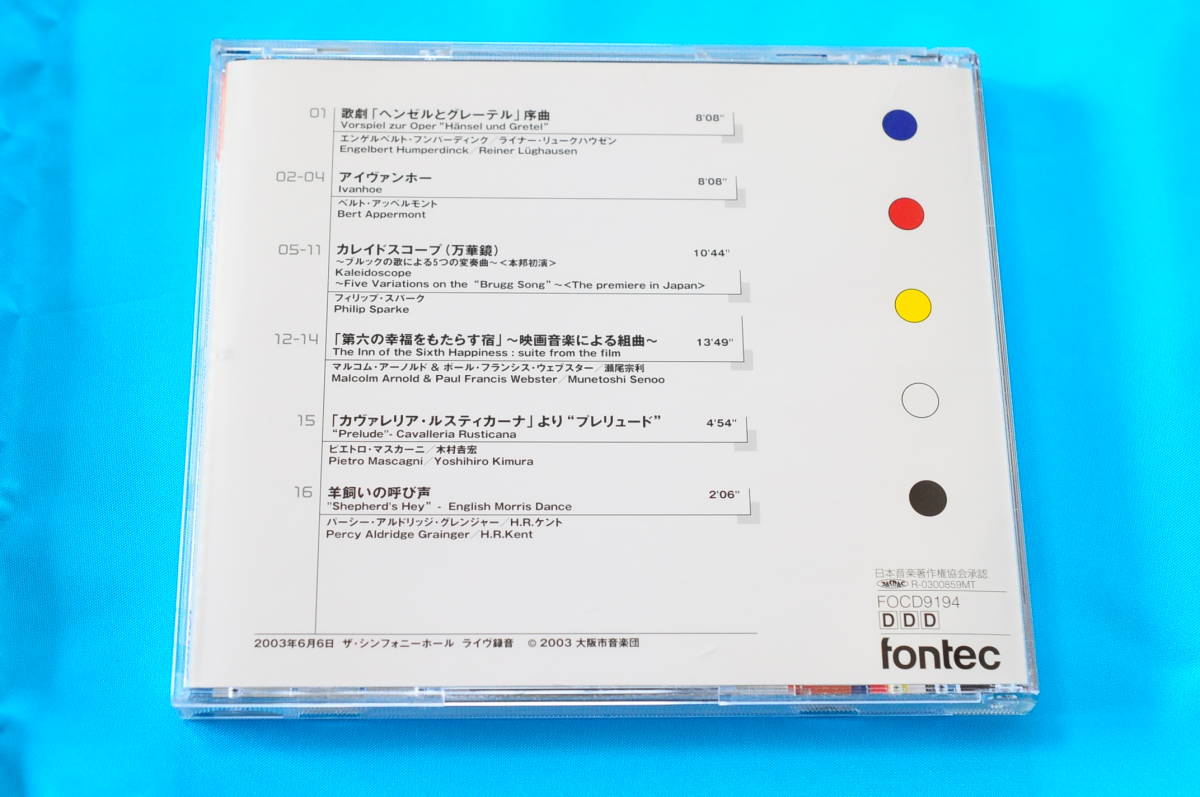 01 歌劇「ヘンゼルとグレーテル」序曲 8'08"
Vorspiel zur Oper "Hänsel und Gretel"
エンゲルベルト・フンパーディンク／ライナー・リュークハウゼン
Engelbert Humperdinck／Reiner Lüghausen
02-04 アイヴァンホー 8'08"
Ivanhoe
ベルト・アッペルモント
Bert Appermont
05-11 カレイドスコープ（万華鏡） 10'44"
～ブルックの歌による5つの変奏曲～＜本邦初演＞
Kaleidoscope
～Five Variations on the "Brugg Song"～<The premiere in Japan>
フィリップ・スパーク
Philip Sparke
12-14 「第六の幸福をもたらす宿」～映画音楽による組曲～ 13'49"
The Inn of the Sixth Happiness : suite from the film
マルコム・アーノルド & ポール・フランシス・ウェブスター／瀬尾宗利
Malcolm Arnold & Paul Francis Webster／Munetoshi Senoo
15 「カヴァレリア・ルスティカーナ」より“プレリュード” 4'54"
"Prelude"- Cavalleria Rusticana
ピエトロ・マスカーニ／木村吉宏
Pietro Mascagni／Yoshihiro Kimura
16 羊飼いの呼び声 2'06"
"Shepherd's Hey" - English Morris Dance
パーシー・アルドリッジ・グレンジャー／H.R.ケント
Percy Aldridge Grainger／H.R.Kent
2003年6月6日 ザ・シンフォニーホール ライヴ録音 © 2003 大阪市音楽団
日本音楽著作権協会承認
JASRAC R-0300859MT
FOCD9194
DDD
fontec